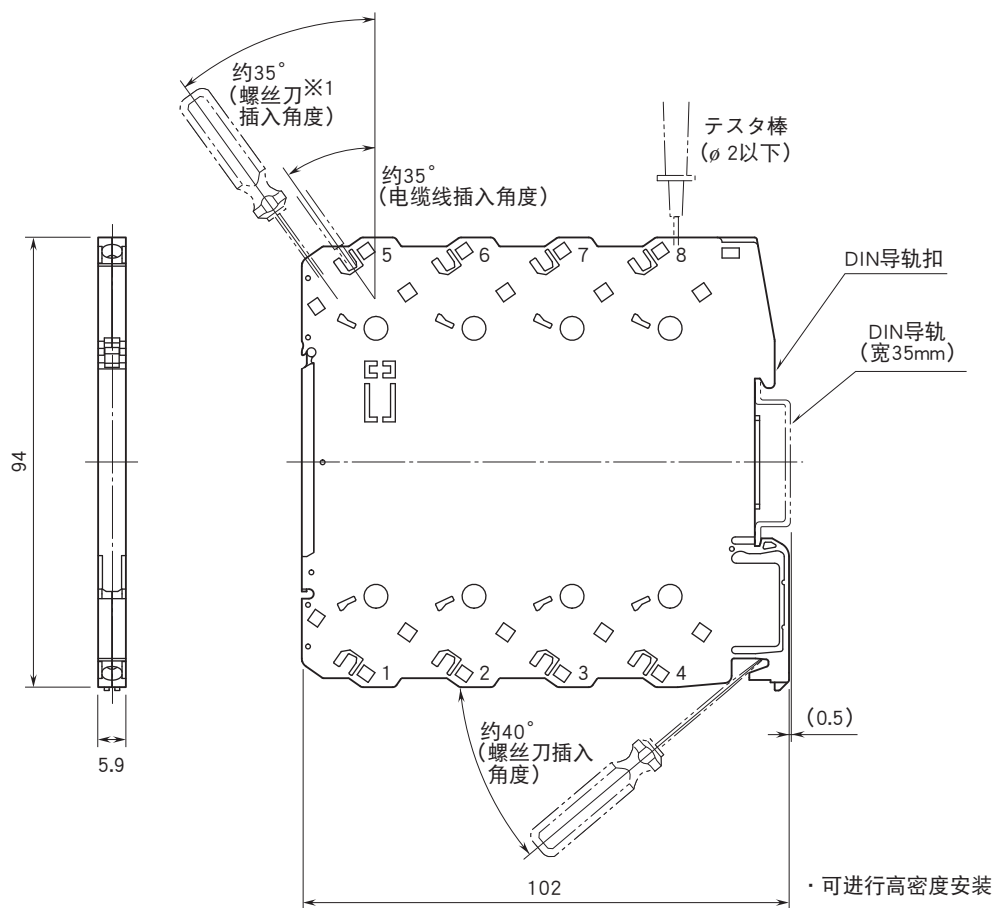 约35°
（螺丝刀※1
插入角度）
テスタ棒
（ø 2以下）
约35°
（电缆线插入角度）
5
6
7
8
DIN导轨扣
DIN导轨
（宽35mm）
94
1
2
3
4
约40°
（螺丝刀插入
角度）
（0.5）
5.9
102
・可进行高密度安装